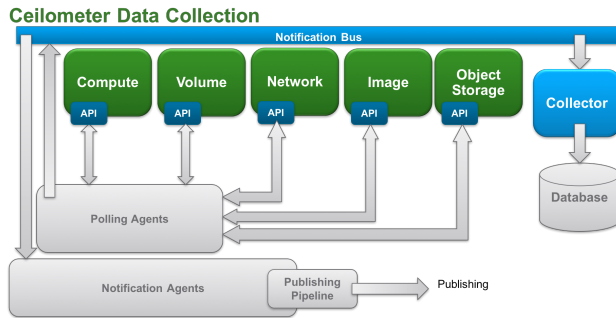 Ceilometer Data Collection
Notification Bus
Compute
API
Volume
API
Network
API
Image
API
Object
Storage
API
Collector
Database
Polling Agents
Notification Agents
Publishing
Pipeline
Publishing